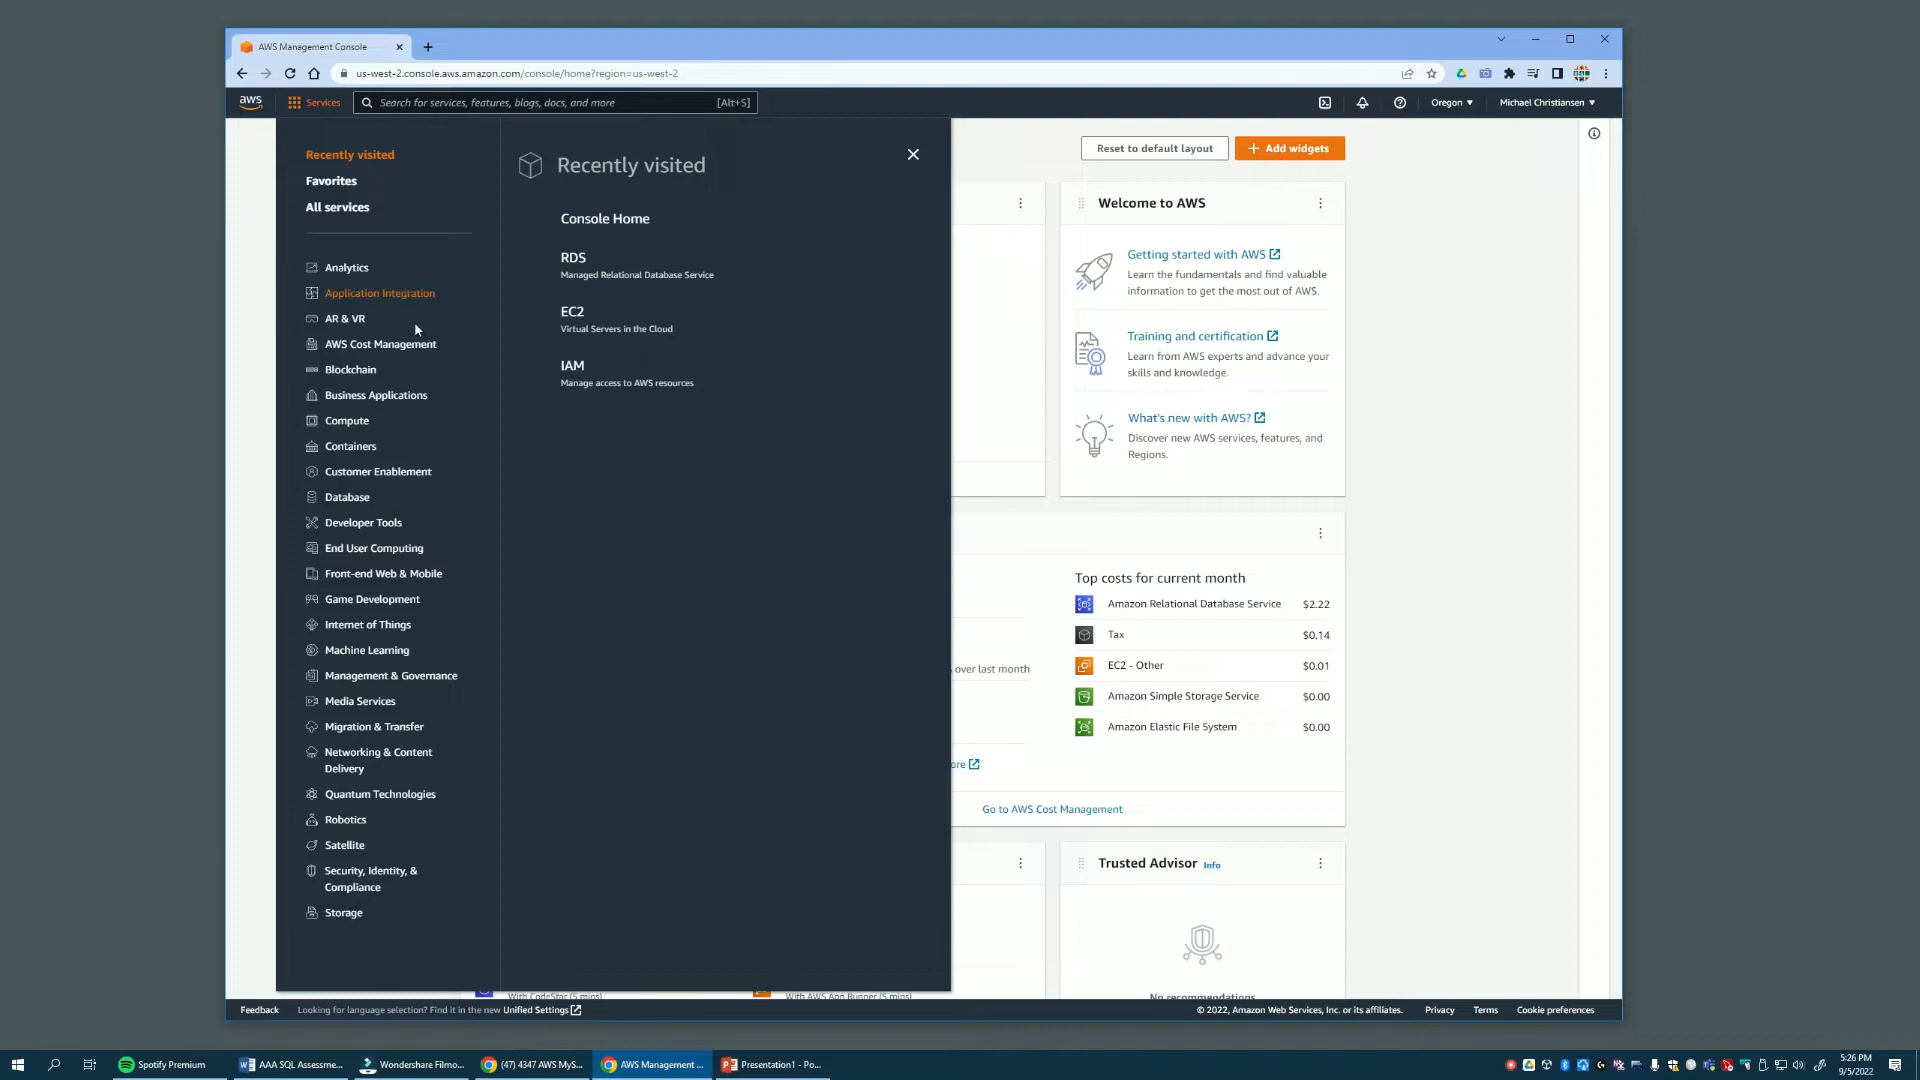 AWS Management Console
us-west-2.console.aws.amazon.com/console/home?region=us-west-2
aws
Services
Search for services, features, blogs, docs, and more
[Alt+S]
Oregon
Michael Christiansen
Recently visited
Favorites
All services
Analytics
Application Integration
AR & VR
AWS Cost Management
Blockchain
Business Applications
Compute
Containers
Customer Enablement
Database
Developer Tools
End User Computing
Front-end Web & Mobile
Game Development
Internet of Things
Machine Learning
Management & Governance
Media Services
Migration & Transfer
Networking & Content
Delivery
Quantum Technologies
Robotics
Satellite
Security, Identity, &
Compliance
Storage
Recently visited
Console Home
RDS
Managed Relational Database Service
EC2
Virtual Servers in the Cloud
IAM
Manage access to AWS resources
Reset to default layout
Add widgets
Welcome to AWS
Getting started with AWS
Learn the fundamentals and find valuable
information to get the most out of AWS.
Training and certification
Learn from AWS experts and advance your
skills and knowledge.
What's new with AWS?
Discover new AWS services, features, and
Regions.
over last month
ore
Top costs for current month
Amazon Relational Database Service $2.22
Tax $0.14
EC2 - Other $0.01
Amazon Simple Storage Service $0.00
Amazon Elastic File System $0.00
Go to AWS Cost Management
Trusted Advisor Info
No recommendations
With CodeStar (5 mins)
With AWS App Runner (5 mins)
Feedback
Looking for language selection? Find it in the new Unified Settings
© 2022, Amazon Web Services, Inc. or its affiliates.
Privacy
Terms
Cookie preferences
Spotify Premium
AAA SQL Assessme...
Wondershare Filmo...
(47) 4347 AWS MyS...
AWS Management ...
Presentation1 - Po...
5:26 PM
9/5/2022